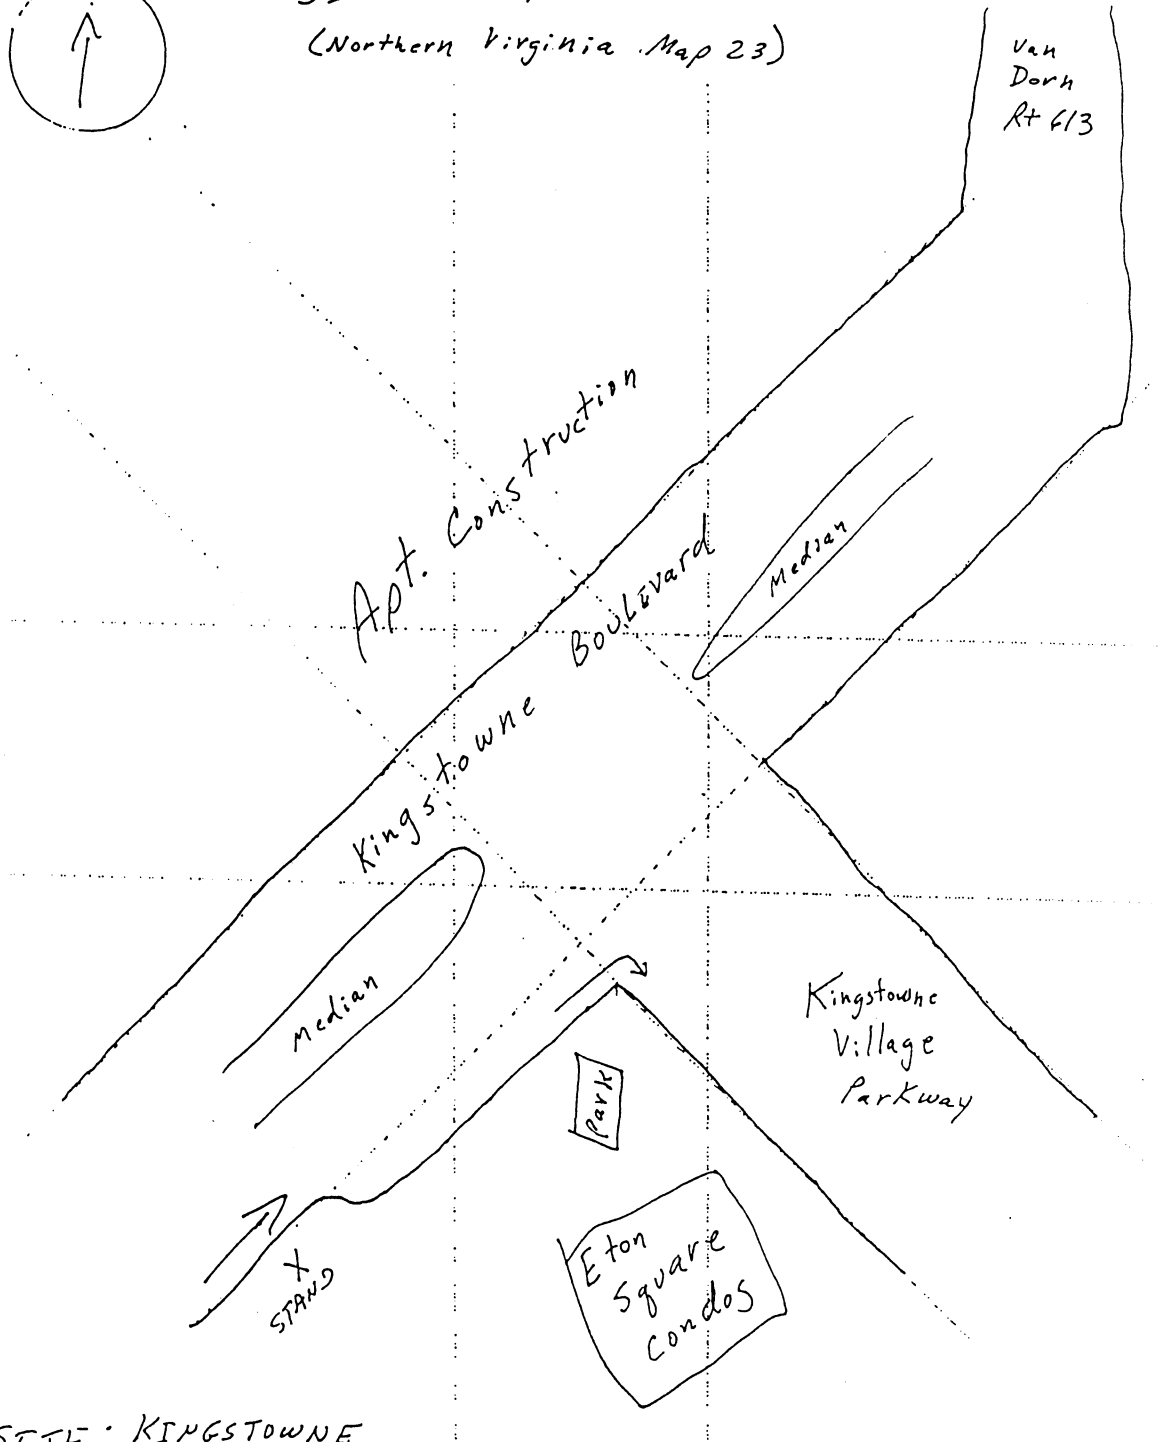 (Northern Virginia Map 23)
Van
Dorn
Rt 613
Apt. Construction
Kingstowne Boulevard
Median
Median
Kingstowne
Village
Parkway
Park
Eton
Square
Condos
X
STAND
SITE: KINGSTOWNE